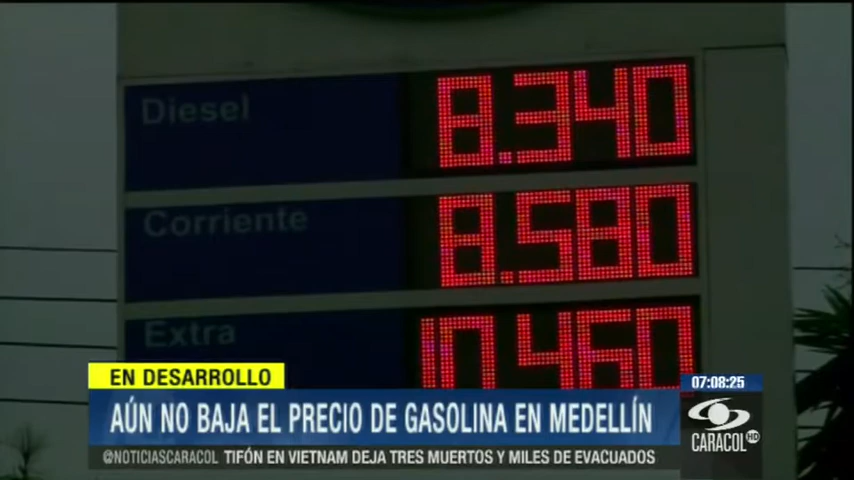 Diesel 8.340
Corriente 8.580
Extra 10.460
EN DESARROLLO
07:08:25
AÚN NO BAJA EL PRECIO DE GASOLINA EN MEDELLÍN
CARACOL HD
@NOTICIASCARACOL TIFÓN EN VIETNAM DEJA TRES MUERTOS Y MILES DE EVACUADOS